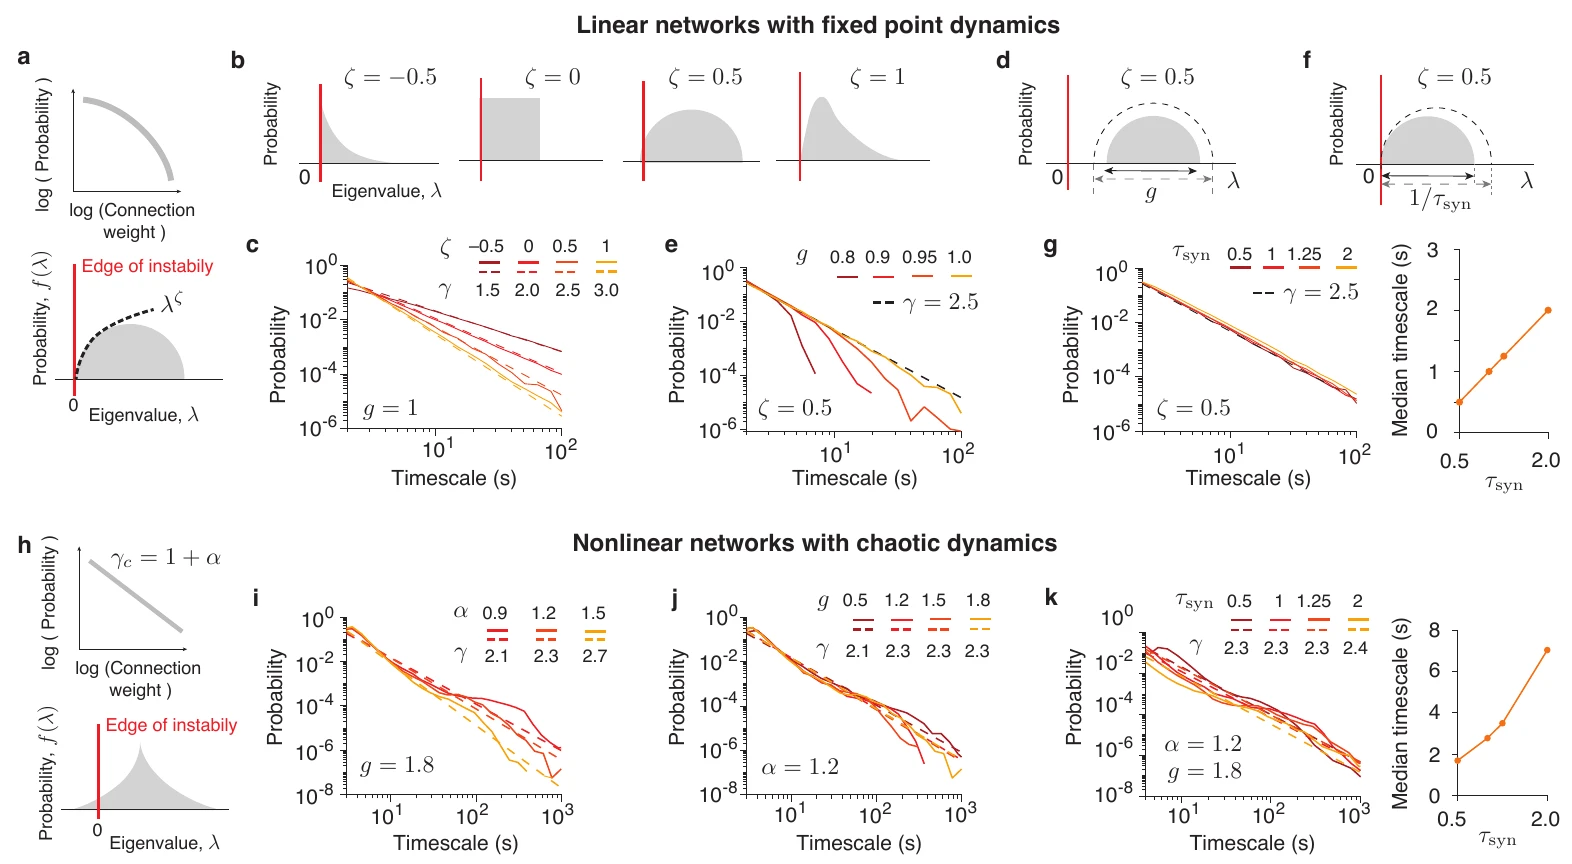 Linear networks with fixed point dynamics
a
log ( Probability )
log (Connection
weight )
Probability, f(λ)
Edge of instabily
λ^ζ
0
Eigenvalue, λ
b
Probability
ζ = −0.5
ζ = 0
ζ = 0.5
ζ = 1
0
Eigenvalue, λ
c
ζ −0.5 0 0.5 1
γ 1.5 2.0 2.5 3.0
Probability
10^0
10^-2
10^-4
10^-6
g = 1
10^1 10^2
Timescale (s)
d
ζ = 0.5
Probability
0
λ
g
e
g 0.8 0.9 0.95 1.0
γ = 2.5
Probability
10^0
10^-2
10^-4
10^-6
ζ = 0.5
10^1 10^2
Timescale (s)
f
ζ = 0.5
Probability
0
λ
1/τsyn
g
τsyn 0.5 1 1.25 2
γ = 2.5
Probability
10^0
10^-2
10^-4
10^-6
ζ = 0.5
10^1 10^2
Timescale (s)
Median timescale (s)
3
2
1
0
0.5 2.0
τsyn
Nonlinear networks with chaotic dynamics
h
log ( Probability )
γc = 1 + α
log (Connection
weight )
Probability, f(λ)
Edge of instabily
0
Eigenvalue, λ
i
α 0.9 1.2 1.5
γ 2.1 2.3 2.7
Probability
10^0
10^-2
10^-4
10^-6
10^-8
g = 1.8
10^1 10^2 10^3
Timescale (s)
j
g 0.5 1.2 1.5 1.8
γ 2.1 2.3 2.3 2.3
Probability
10^0
10^-2
10^-4
10^-6
10^-8
α = 1.2
10^1 10^2 10^3
Timescale (s)
k
τsyn 0.5 1 1.25 2
γ 2.3 2.3 2.3 2.4
Probability
10^0
10^-2
10^-4
10^-6
10^-8
α = 1.2
g = 1.8
10^1 10^2 10^3
Timescale (s)
Median timescale (s)
8
6
4
2
0
0.5 2.0
τsyn